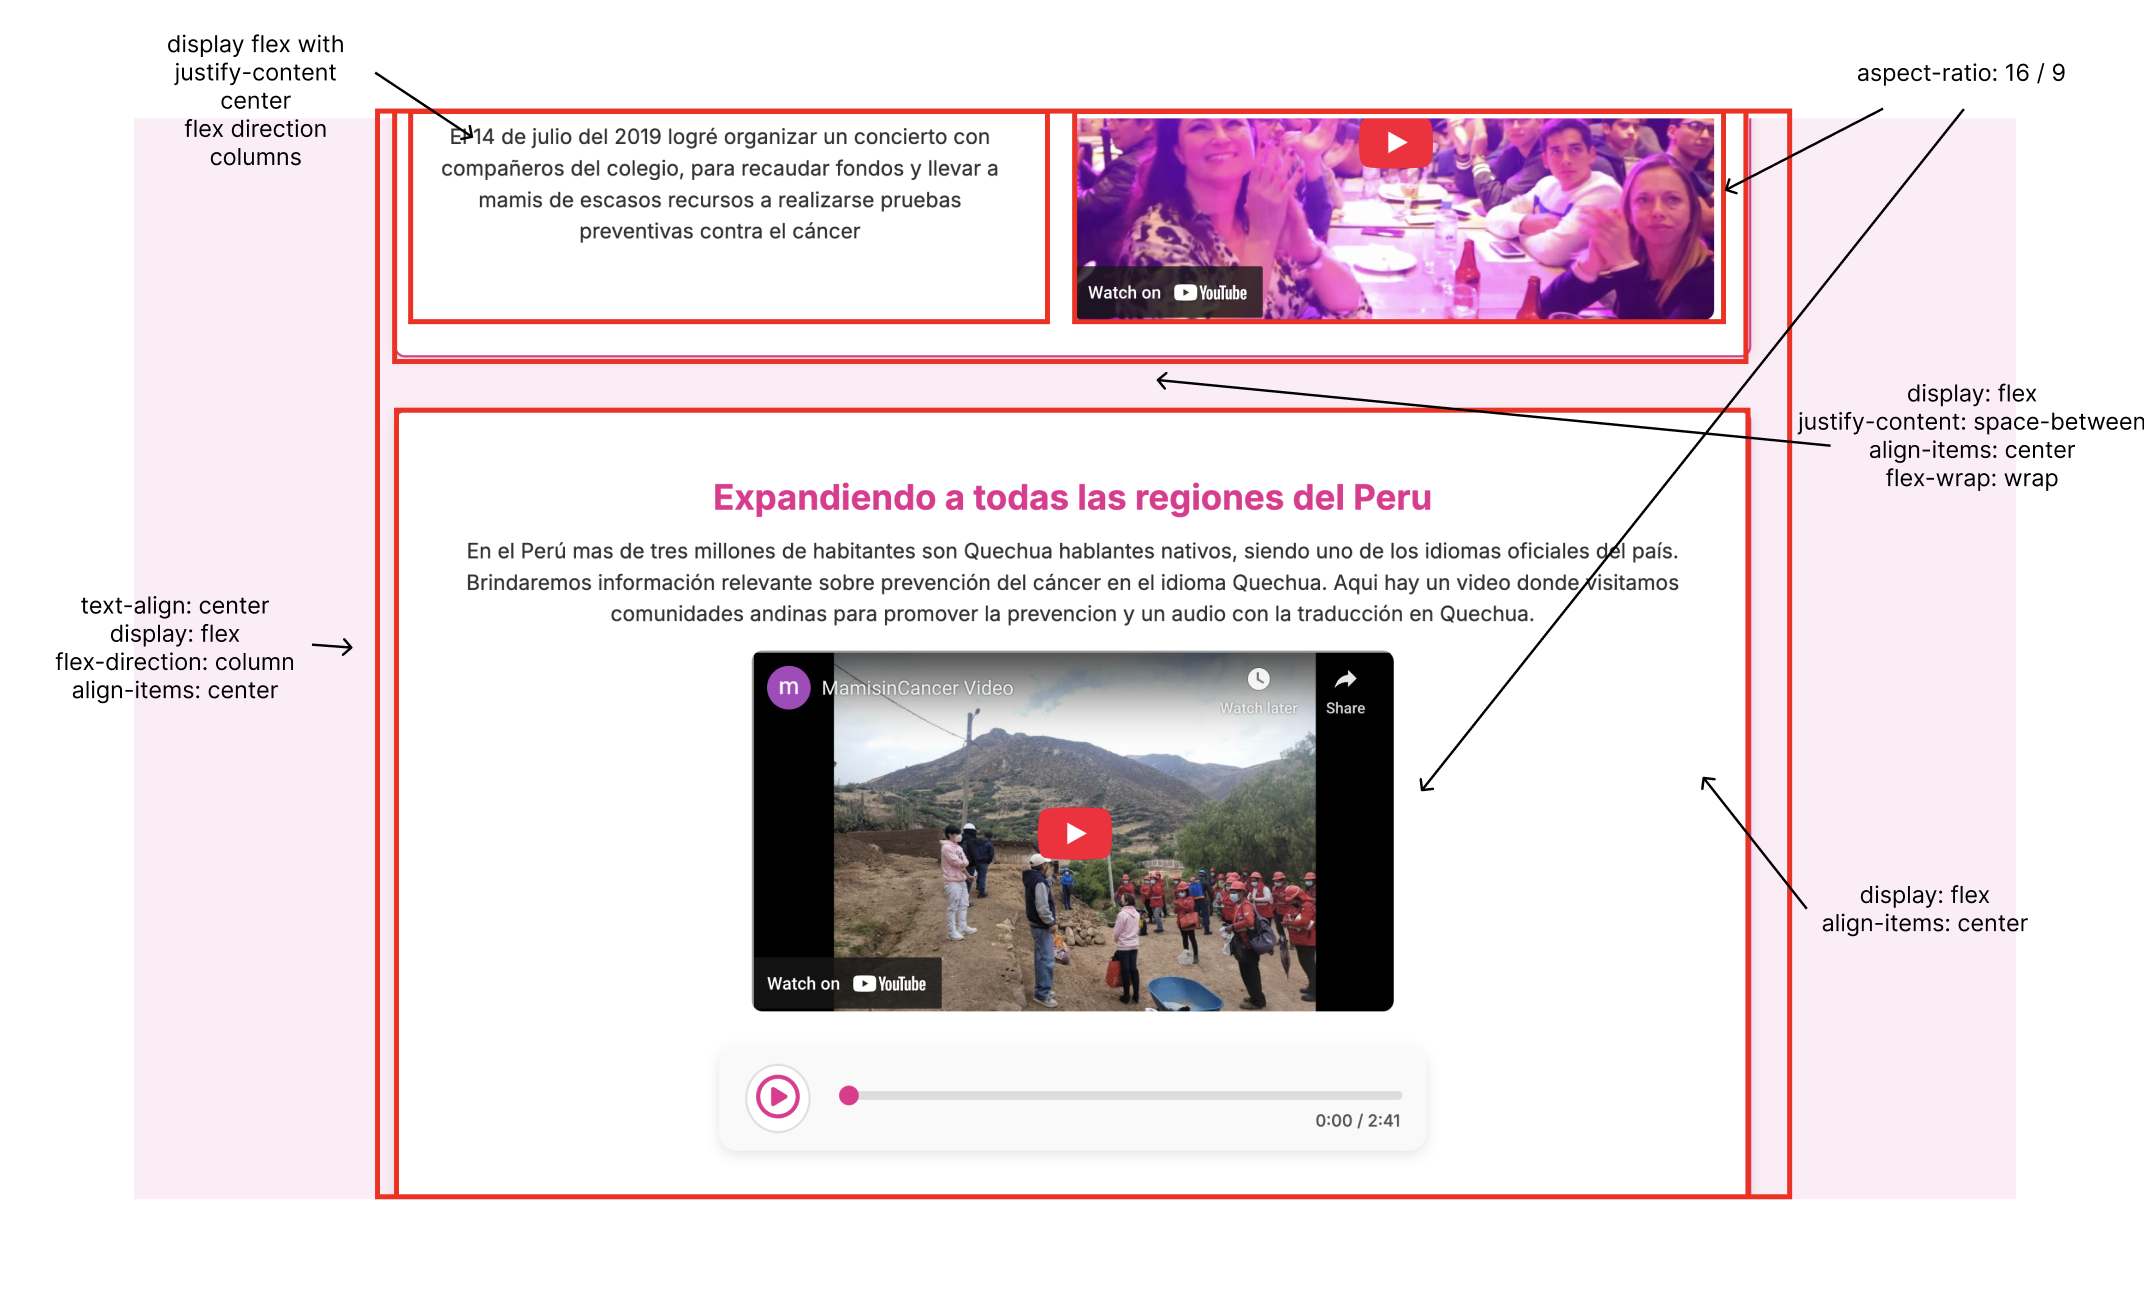 display flex with
justify-content
center
flex direction
columns
aspect-ratio: 16 / 9
El 14 de julio del 2019 logré organizar un concierto con
compañeros del colegio, para recaudar fondos y llevar a
mamis de escasos recursos a realizarse pruebas
preventivas contra el cáncer
Watch on YouTube
display: flex
justify-content: space-between
align-items: center
flex-wrap: wrap
Expandiendo a todas las regiones del Peru
En el Perú mas de tres millones de habitantes son Quechua hablantes nativos, siendo uno de los idiomas oficiales del país.
Brindaremos información relevante sobre prevención del cáncer en el idioma Quechua. Aqui hay un video donde visitamos
comunidades andinas para promover la prevencion y un audio con la traducción en Quechua.
text-align: center
display: flex
flex-direction: column
align-items: center
m MamisinCancer Video
Watch later
Share
Watch on YouTube
display: flex
align-items: center
0:00 / 2:41